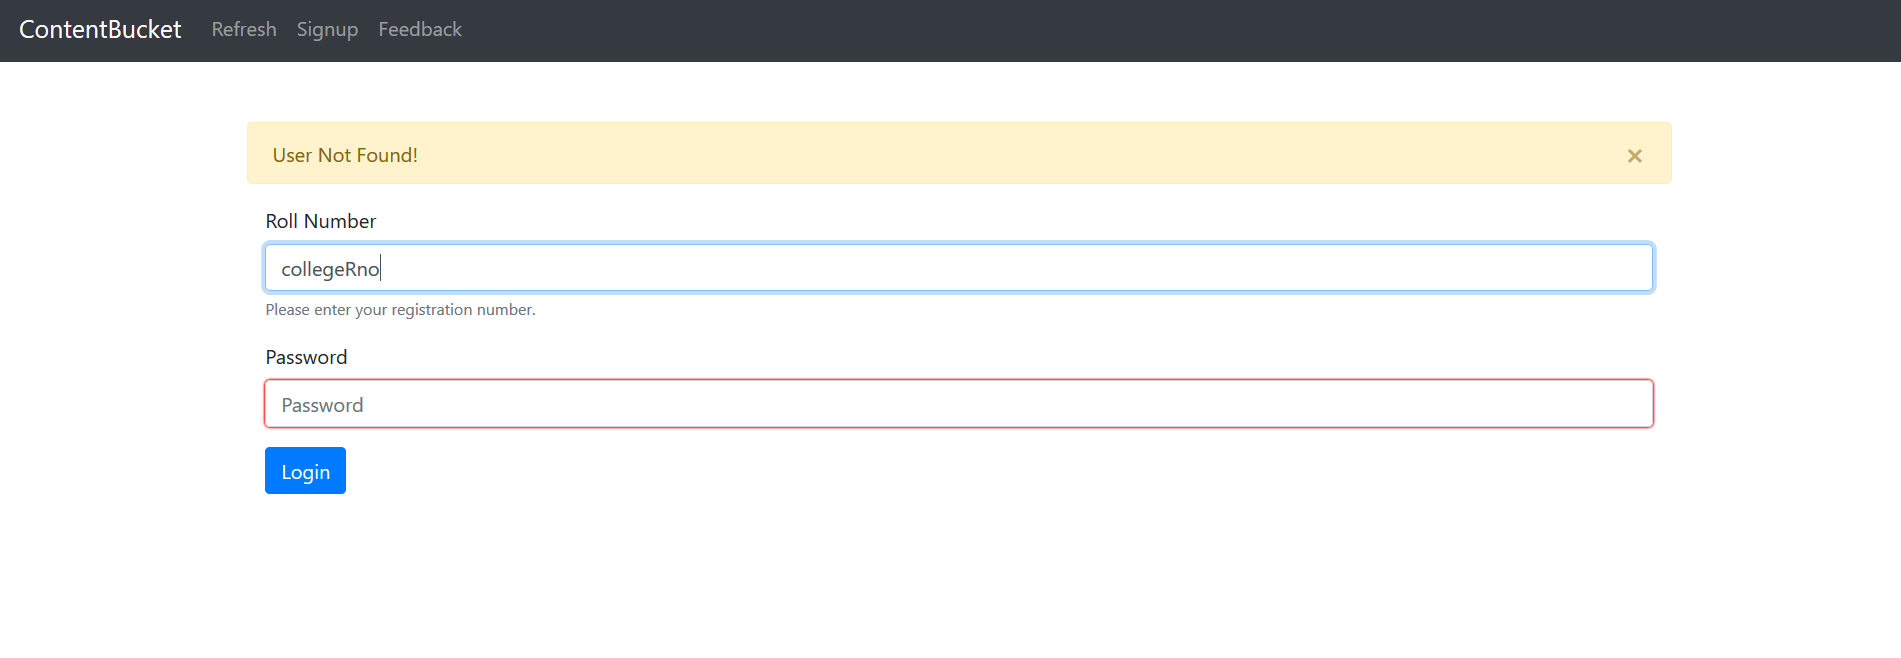 ContentBucket Refresh Signup Feedback
User Not Found! ×
Roll Number
collegeRno
Please enter your registration number.
Password
Password
Login